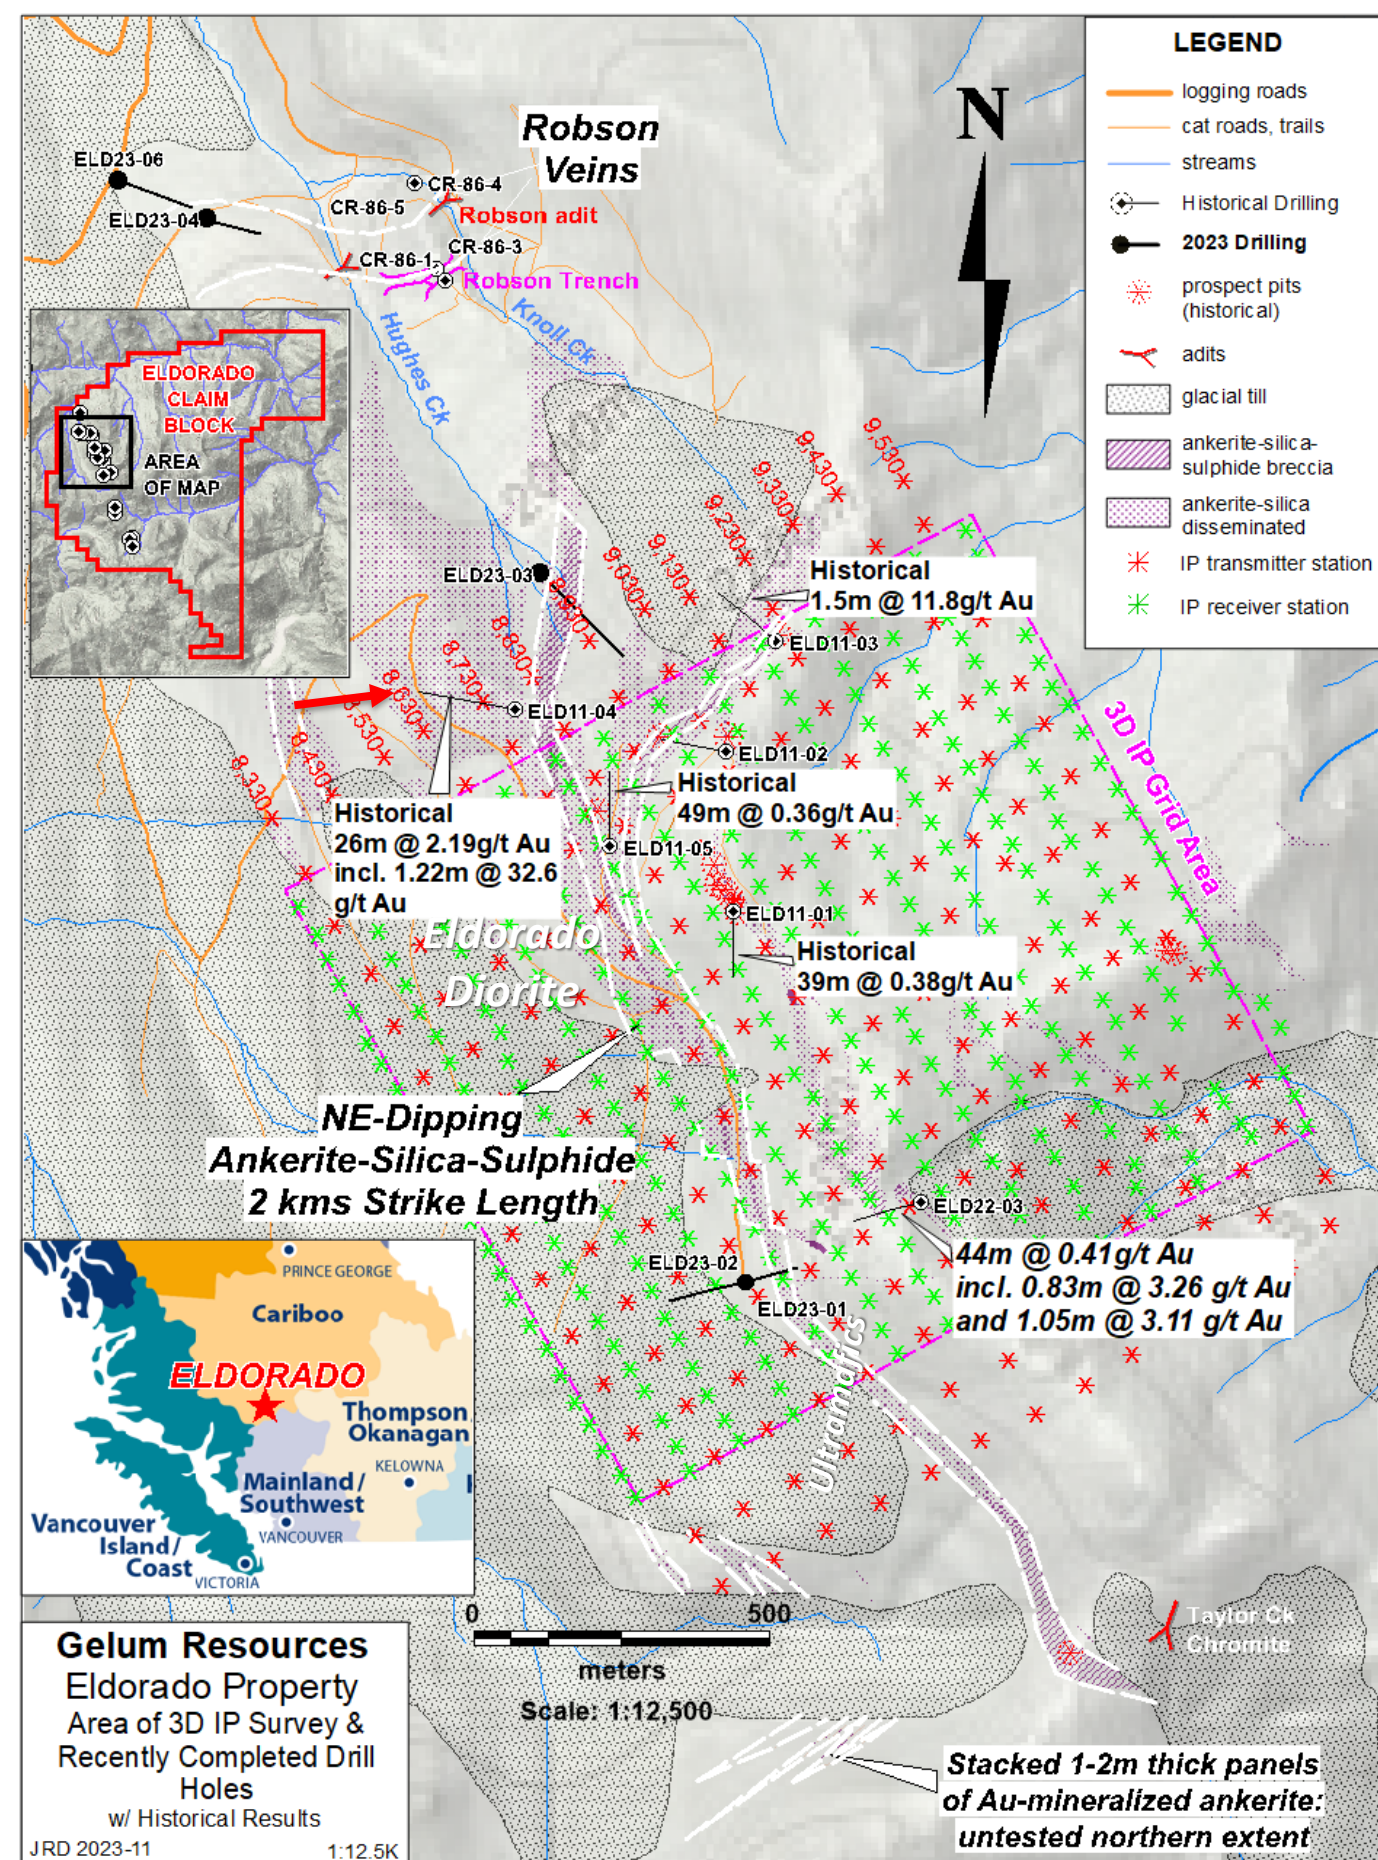 LEGEND
logging roads
cat roads, trails
streams
Historical Drilling
2023 Drilling
prospect pits
(historical)
adits
glacial till
ankerite-silica-
sulphide breccia
ankerite-silica
disseminated
IP transmitter station
IP receiver station
N
Robson
Veins
ELD23-06
ELD23-04
CR-86-4
CR-86-5
Robson adit
CR-86-3
CR-86-1
Robson Trench
Hughes Ck
Knoll Ck
ELDORADO
CLAIM
BLOCK
AREA
OF MAP
9,530
9,430
9,330
9,230
9,130
9,030
8,930
8,830
8,730
8,630
8,530
8,430
8,330
ELD23-03
Historical
1.5m @ 11.8g/t Au
ELD11-03
ELD11-04
ELD11-02
3D IP Grid Area
Historical
49m @ 0.36g/t Au
Historical
26m @ 2.19g/t Au
incl. 1.22m @ 32.6
g/t Au
ELD11-05
ELD11-01
Eldorado
Diorite
Historical
39m @ 0.38g/t Au
NE-Dipping
Ankerite-Silica-Sulphide
2 kms Strike Length
ELD22-03
44m @ 0.41g/t Au
incl. 0.83m @ 3.26 g/t Au
and 1.05m @ 3.11 g/t Au
ELD23-02
ELD23-01
Ultramafics
PRINCE GEORGE
Cariboo
ELDORADO
Thompson
Okanagan
KELOWNA
Mainland/
Southwest
VANCOUVER
Vancouver
Island/
Coast
VICTORIA
0 500
meters
Scale: 1:12,500
Taylor Ck
Chromite
Stacked 1-2m thick panels
of Au-mineralized ankerite:
untested northern extent
Gelum Resources
Eldorado Property
Area of 3D IP Survey &
Recently Completed Drill
Holes
w/ Historical Results
JRD 2023-11 1:12.5K